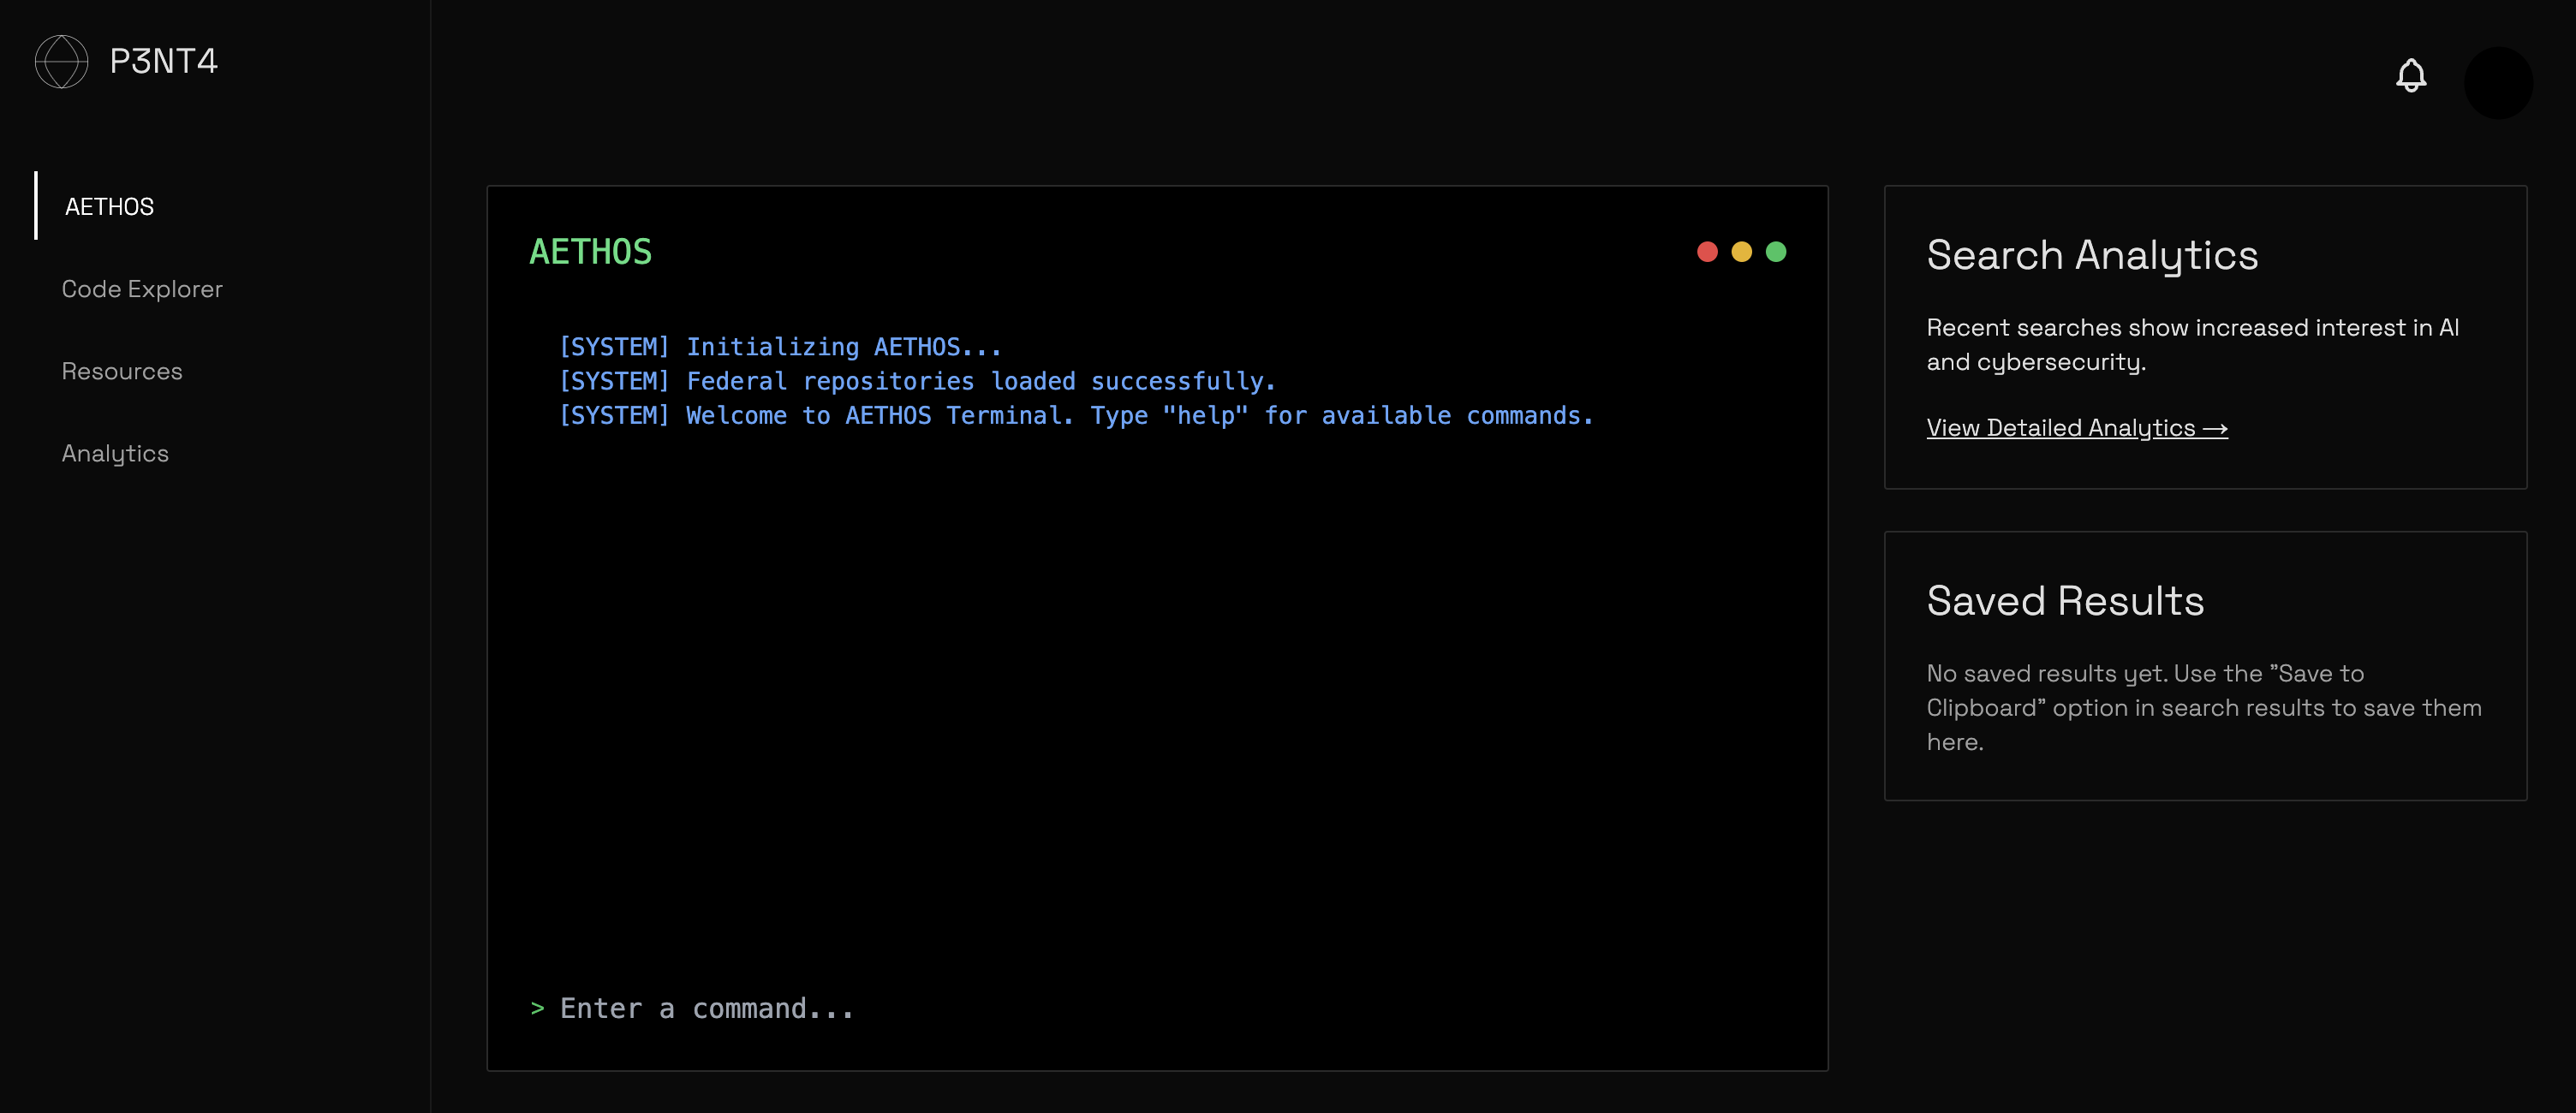 P3NT4
AETHOS
Code Explorer
Resources
Analytics
AETHOS
[SYSTEM] Initializing AETHOS...
[SYSTEM] Federal repositories loaded successfully.
[SYSTEM] Welcome to AETHOS Terminal. Type "help" for available commands.
> Enter a command...
Search Analytics
Recent searches show increased interest in AI
and cybersecurity.
View Detailed Analytics →
Saved Results
No saved results yet. Use the "Save to
Clipboard" option in search results to save them
here.